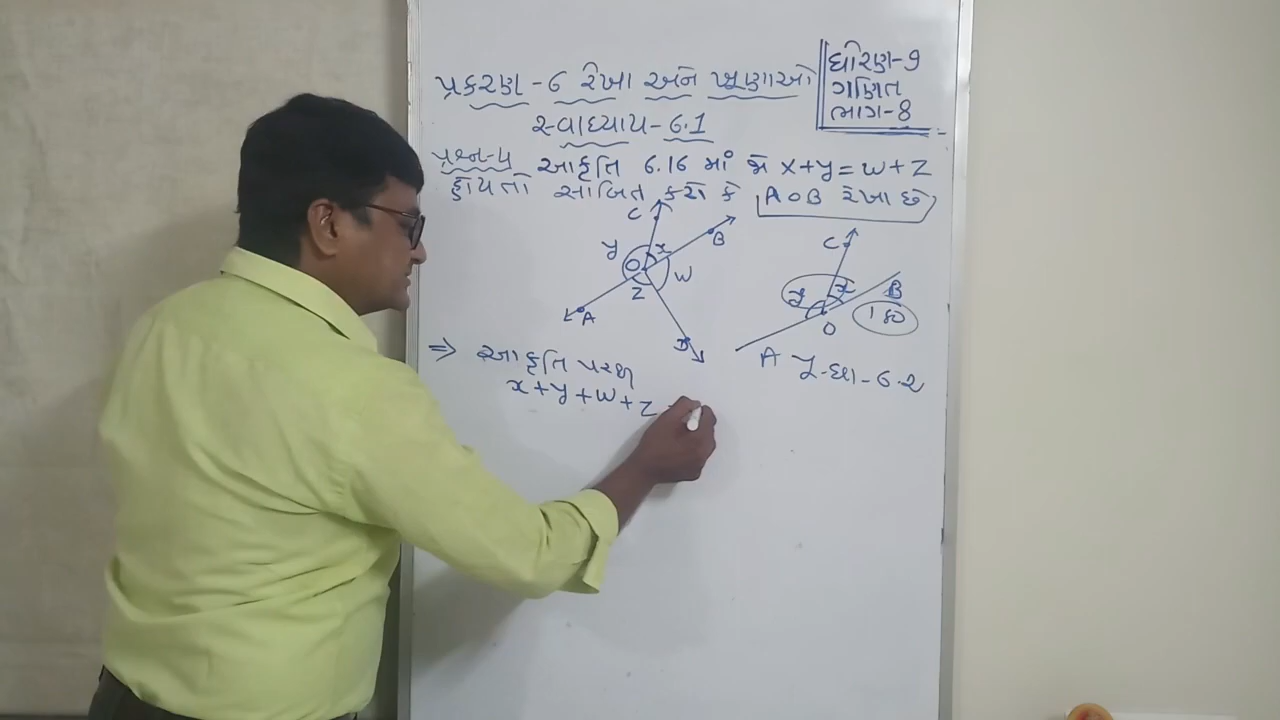 પ્રકરણ-6 રેખા અને ખૂણાઓ
ધોરણ-9
ગણિત
ભાગ-8
સ્વાધ્યાય-6.1
પ્રશ્ન-4 આકૃતિ 6.16 માં જો x+y=w+z
હોય તો સાબિત કરો કે AOB રેખા છે
C
y x B
O w
z
A
D
C
y x B
180
O
A
પૂ-ધા-6.2
⇒ આકૃતિ પરથી
x+y+w+z